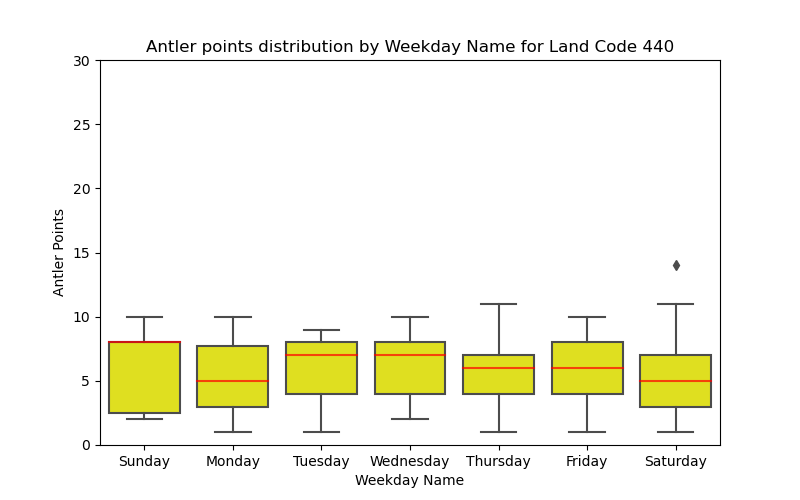 Antler points distribution by Weekday Name for Land Code 440
30
25
20
15
10
5
0
Antler Points
Sunday Monday Tuesday Wednesday Thursday Friday Saturday
Weekday Name